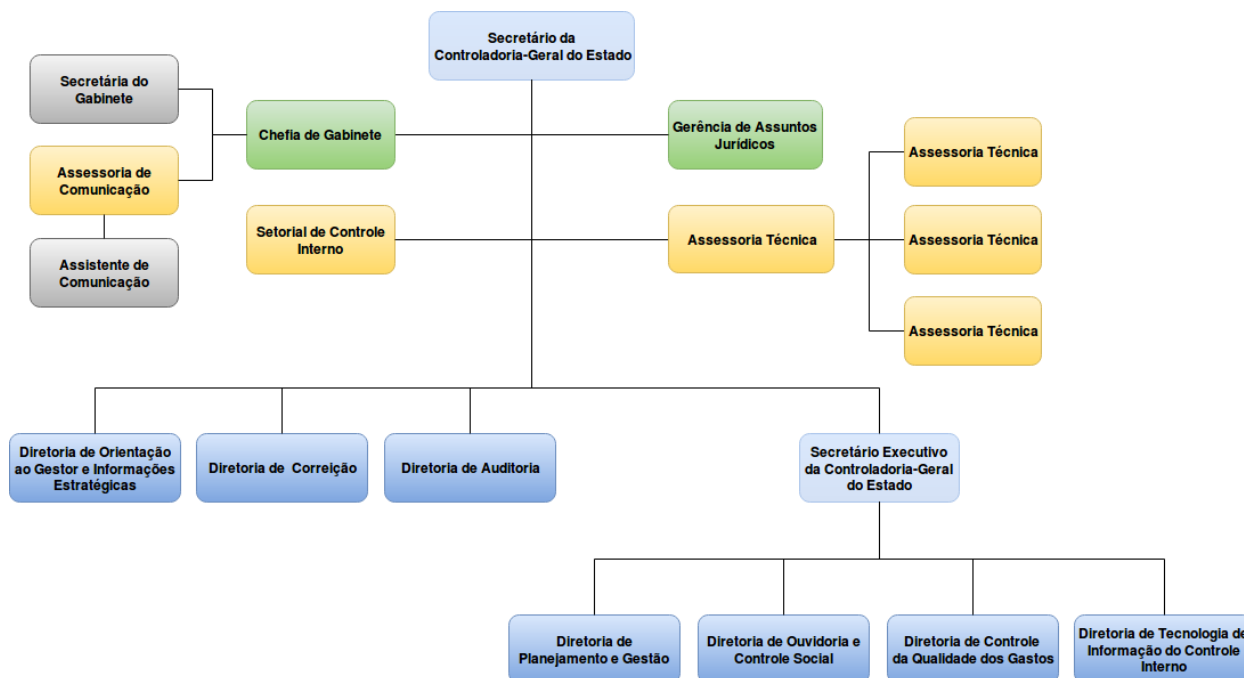 Secretário da
Controladoria-Geral do Estado
Secretária do
Gabinete
Chefia de Gabinete
Gerência de Assuntos
Jurídicos
Assessoria Técnica
Assessoria de
Comunicação
Setorial de Controle
Interno
Assessoria Técnica
Assessoria Técnica
Assistente de
Comunicação
Assessoria Técnica
Diretoria de Orientação
ao Gestor e Informações
Estratégicas
Diretoria de Correição
Diretoria de Auditoria
Secretário Executivo
da Controladoria-Geral
do Estado
Diretoria de
Planejamento e Gestão
Diretoria de Ouvidoria e
Controle Social
Diretoria de Controle
da Qualidade dos Gastos
Diretoria de Tecnologia de
Informação do Controle
Interno